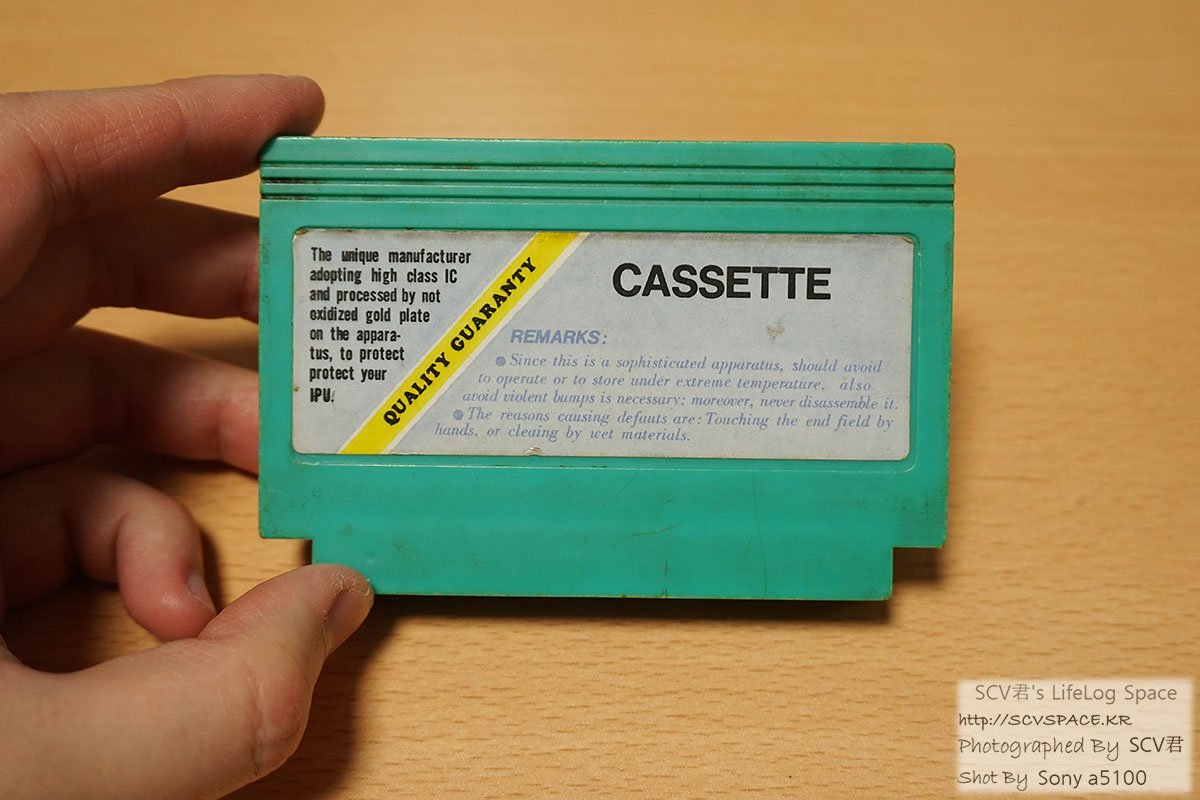 The unique manufacturer
adopting high class IC
and processed by not
oxidized gold plate
on the appara-
tus, to protect
protect your
IPU.
QUALITY GUARANTY
CASSETTE
REMARKS:
Since this is a sophisticated apparatus, should avoid
to operate or to store under extreme temperature, also
avoid violent bumps is necessary; moreover, never disassemble it.
The reasons causing defauts are: Touching the end field by
hands, or cleaing by wet materials.
SCV君's LifeLog Space
http://SCVSPACE.KR
Photographed By SCV君
Shot By Sony a5100